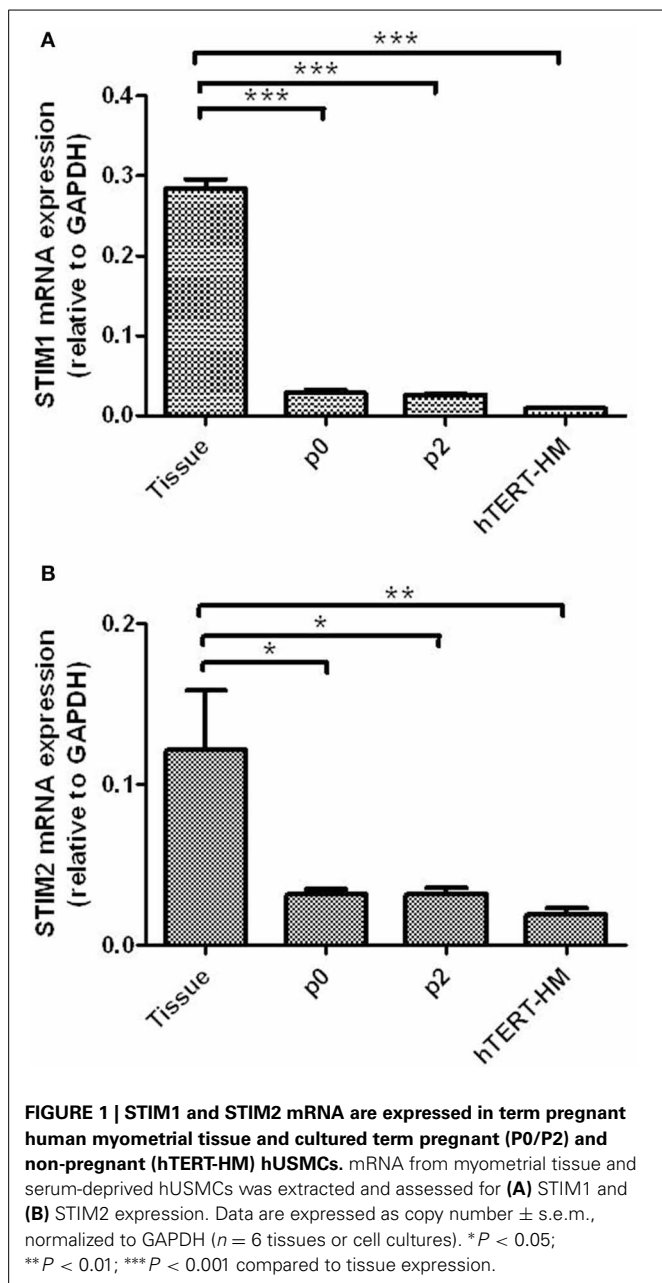 A
***
***
***
STIM1 mRNA expression
(relative to GAPDH)
0.4
0.3
0.2
0.1
0.0
Tissue
p0
p2
hTERT-HM
B
**
*
*
STIM2 mRNA expression
(relative to GAPDH)
0.2
0.1
0.0
Tissue
p0
p2
hTERT-HM
FIGURE 1 | STIM1 and STIM2 mRNA are expressed in term pregnant
human myometrial tissue and cultured term pregnant (P0/P2) and
non-pregnant (hTERT-HM) hUSMCs. mRNA from myometrial tissue and
serum-deprived hUSMCs was extracted and assessed for (A) STIM1 and
(B) STIM2 expression. Data are expressed as copy number ± s.e.m.,
normalized to GAPDH (n = 6 tissues or cell cultures). *P < 0.05;
**P < 0.01; ***P < 0.001 compared to tissue expression.